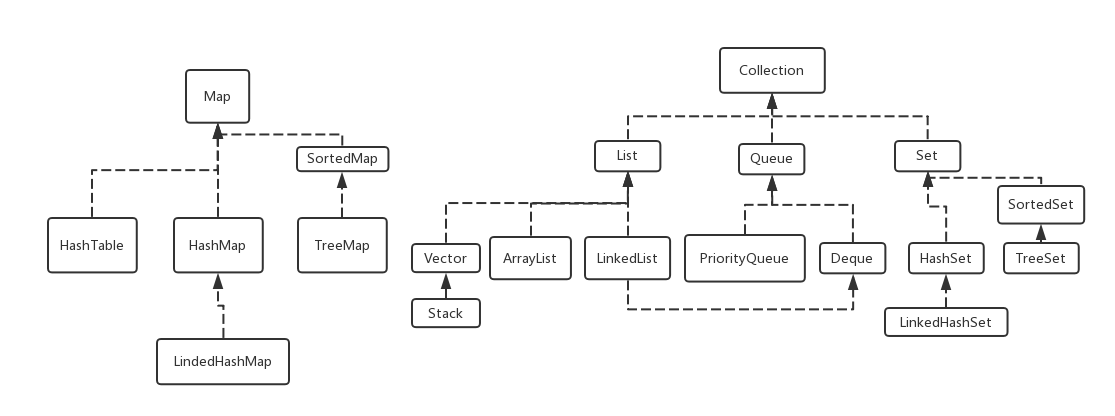 Collection
Map
List
Queue
Set
SortedMap
SortedSet
HashTable
HashMap
TreeMap
Vector
ArrayList
LinkedList
PriorityQueue
Deque
HashSet
TreeSet
Stack
LinkedHashSet
LindedHashMap